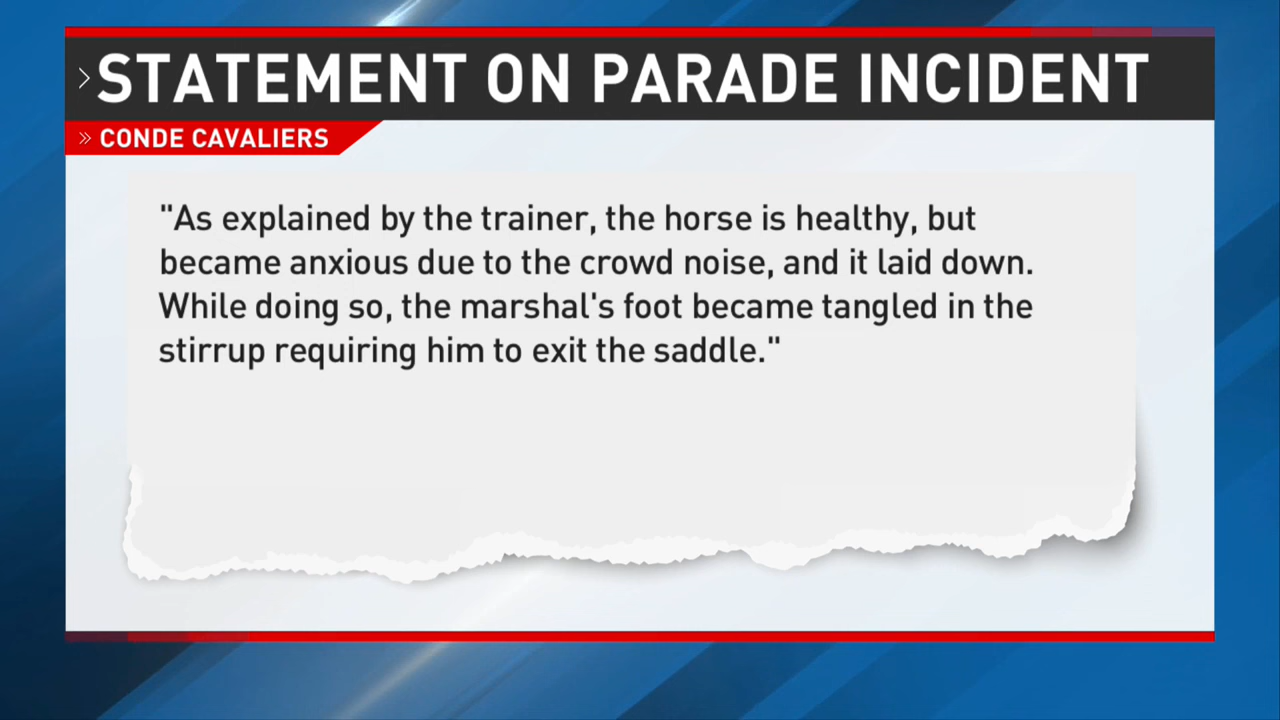 STATEMENT ON PARADE INCIDENT
CONDE CAVALIERS
"As explained by the trainer, the horse is healthy, but
became anxious due to the crowd noise, and it laid down.
While doing so, the marshal's foot became tangled in the
stirrup requiring him to exit the saddle."